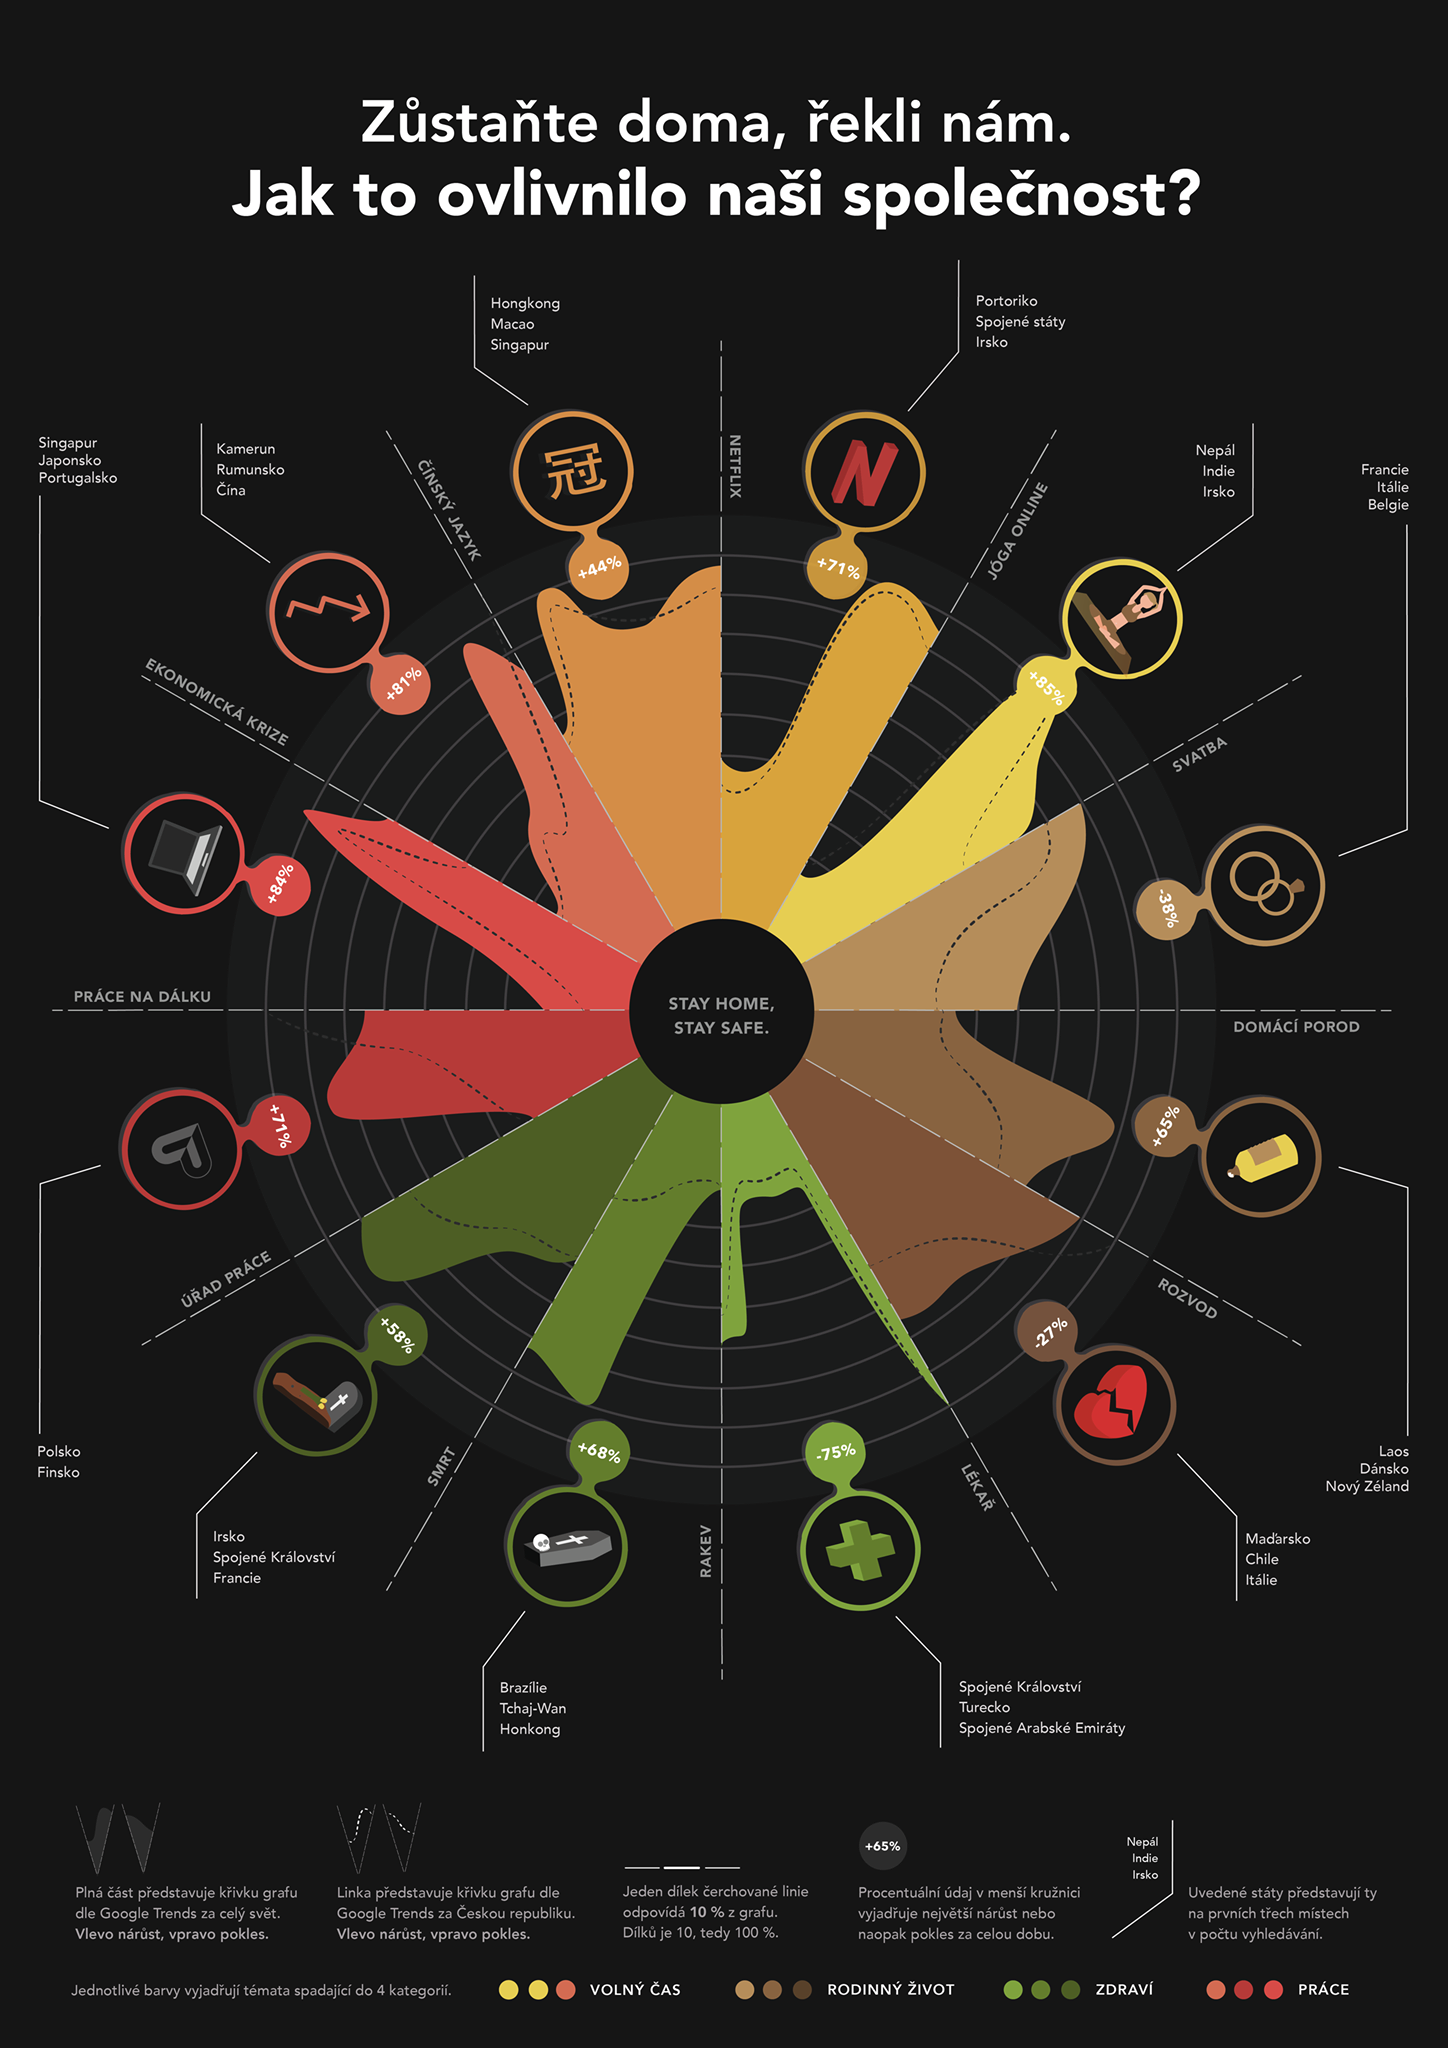 Zůstaňte doma, řekli nám.
Jak to ovlivnilo naši společnost?
Hongkong
Macao
Singapur
Portoriko
Spojené státy
Irsko
Singapur
Japonsko
Portugalsko
Kamerun
Rumunsko
Čína
Nepál
Indie
Irsko
Francie
Itálie
Belgie
ČÍNSKÝ JAZYK
冠
+44%
NETFLIX
N
+71%
JÓGA ONLINE
+85%
EKONOMICKÁ KRIZE
+81%
SVATBA
-38%
+84%
PRÁCE NA DÁLKU
STAY HOME,
STAY SAFE.
DOMÁCÍ POROD
+71%
+65%
ÚŘAD PRÁCE
+58%
ROZVOD
-27%
SMRT
+68%
RAKEV
-75%
LÉKAŘ
Polsko
Finsko
Laos
Dánsko
Nový Zéland
Irsko
Spojené Království
Francie
Maďarsko
Chile
Itálie
Brazílie
Tchaj-Wan
Honkong
Spojené Království
Turecko
Spojené Arabské Emiráty
Plná část představuje křivku grafu
dle Google Trends za celý svět.
Vlevo nárůst, vpravo pokles.
Linka představuje křivku grafu dle
Google Trends za Českou republiku.
Vlevo nárůst, vpravo pokles.
Jeden dílek čerchované linie
odpovídá 10 % z grafu.
Dílků je 10, tedy 100 %.
+65%
Procentuální údaj v menší kružnici
vyjadřuje největší nárůst nebo
naopak pokles za celou dobu.
Nepál
Indie
Irsko
Uvedené státy představují ty
na prvních třech místech
v počtu vyhledávání.
Jednotlivé barvy vyjadřují témata spadající do 4 kategorií.
VOLNÝ ČAS
RODINNÝ ŽIVOT
ZDRAVÍ
PRÁCE